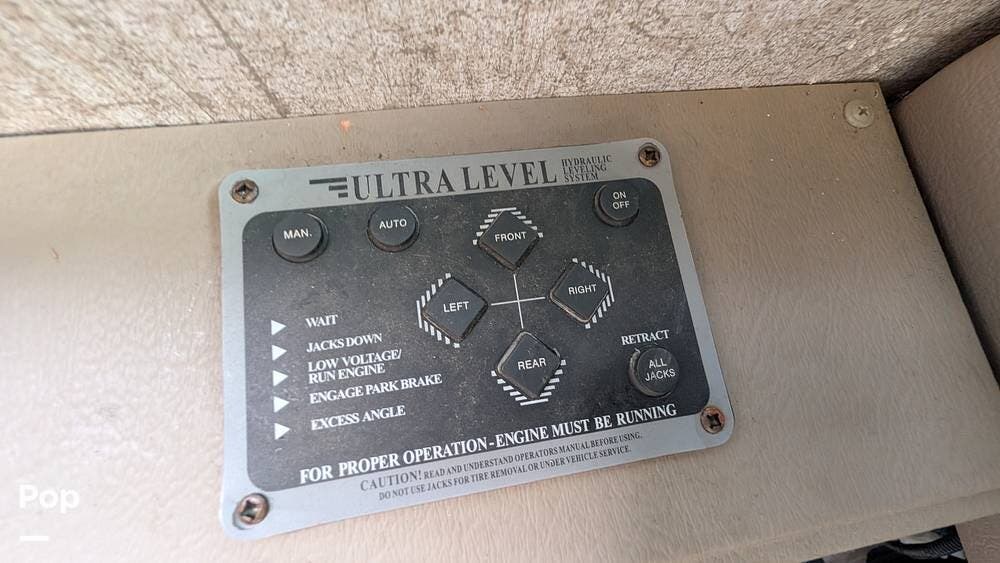 ULTRA LEVEL
HYDRAULIC
LEVELING
SYSTEM
MAN.
AUTO
FRONT
ON
OFF
LEFT
RIGHT
REAR
WAIT
JACKS DOWN
LOW VOLTAGE/
RUN ENGINE
ENGAGE PARK BRAKE
EXCESS ANGLE
RETRACT
ALL
JACKS
FOR PROPER OPERATION-ENGINE MUST BE RUNNING
CAUTION! READ AND UNDERSTAND OPERATORS MANUAL BEFORE USING.
DO NOT USE JACKS FOR TIRE REMOVAL OR UNDER VEHICLE SERVICE.
Pop